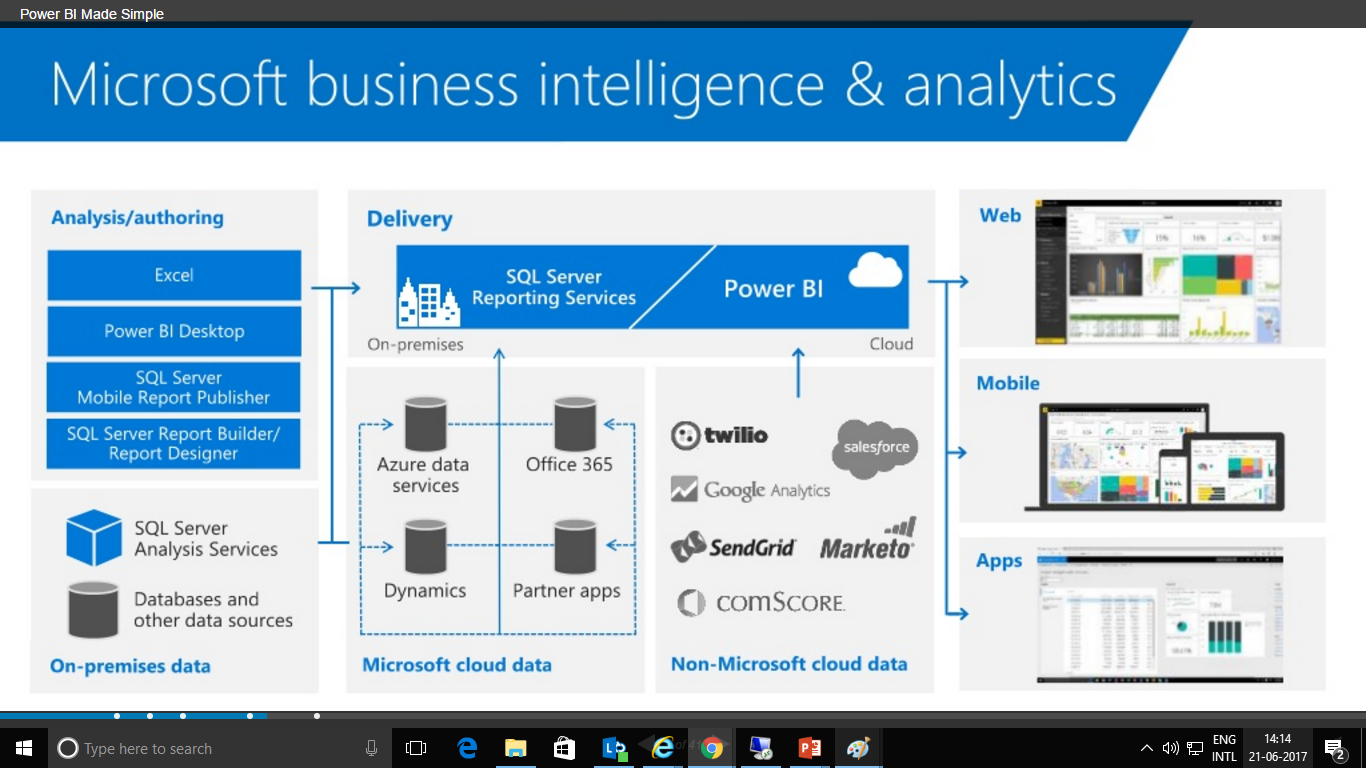 Power BI Made Simple
Microsoft business intelligence & analytics
Analysis/authoring
Excel
Power BI Desktop
SQL Server
Mobile Report Publisher
SQL Server Report Builder/
Report Designer
SQL Server
Analysis Services
Databases and
other data sources
On-premises data
Delivery
SQL Server
Reporting Services
Power BI
On-premises
Cloud
Azure data
services
Office 365
Dynamics
Partner apps
Microsoft cloud data
twilio
salesforce
Google Analytics
SendGrid
Marketo
comSCORE.
Non-Microsoft cloud data
Web
Mobile
Apps
Type here to search
ENG
INTL
14:14
21-06-2017
2